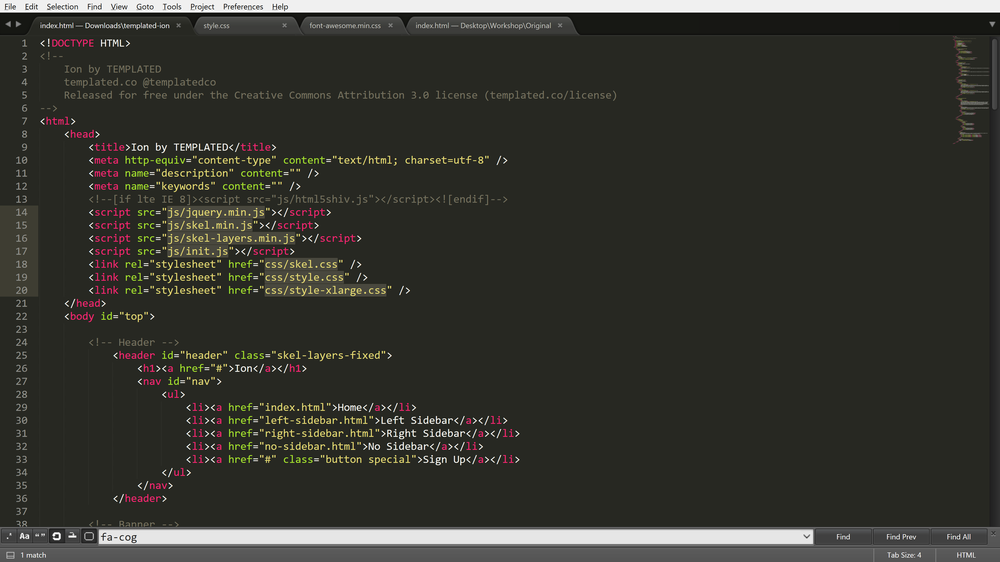 File Edit Selection Find View Goto Tools Project Preferences Help
index.html — Downloads\templated-ion style.css font-awesome.min.css index.html — Desktop\Workshop\Original
1 <!DOCTYPE HTML>
2 <!--
3 Ion by TEMPLATED
4 templated.co @templatedco
5 Released for free under the Creative Commons Attribution 3.0 license (templated.co/license)
6 -->
7 <html>
8 <head>
9 <title>Ion by TEMPLATED</title>
10 <meta http-equiv="content-type" content="text/html; charset=utf-8" />
11 <meta name="description" content="" />
12 <meta name="keywords" content="" />
13 <!--[if lte IE 8]><script src="js/html5shiv.js"></script><![endif]-->
14 <script src="js/jquery.min.js"></script>
15 <script src="js/skel.min.js"></script>
16 <script src="js/skel-layers.min.js"></script>
17 <script src="js/init.js"></script>
18 <link rel="stylesheet" href="css/skel.css" />
19 <link rel="stylesheet" href="css/style.css" />
20 <link rel="stylesheet" href="css/style-xlarge.css" />
21 </head>
22 <body id="top">
23
24 <!-- Header -->
25 <header id="header" class="skel-layers-fixed">
26 <h1><a href="#">Ion</a></h1>
27 <nav id="nav">
28 <ul>
29 <li><a href="index.html">Home</a></li>
30 <li><a href="left-sidebar.html">Left Sidebar</a></li>
31 <li><a href="right-sidebar.html">Right Sidebar</a></li>
32 <li><a href="no-sidebar.html">No Sidebar</a></li>
33 <li><a href="#" class="button special">Sign Up</a></li>
34 </ul>
35 </nav>
36 </header>
37
38 <!-- Banner -->
.* Aa “” fa-cog Find Find Prev Find All
1 match Tab Size: 4 HTML